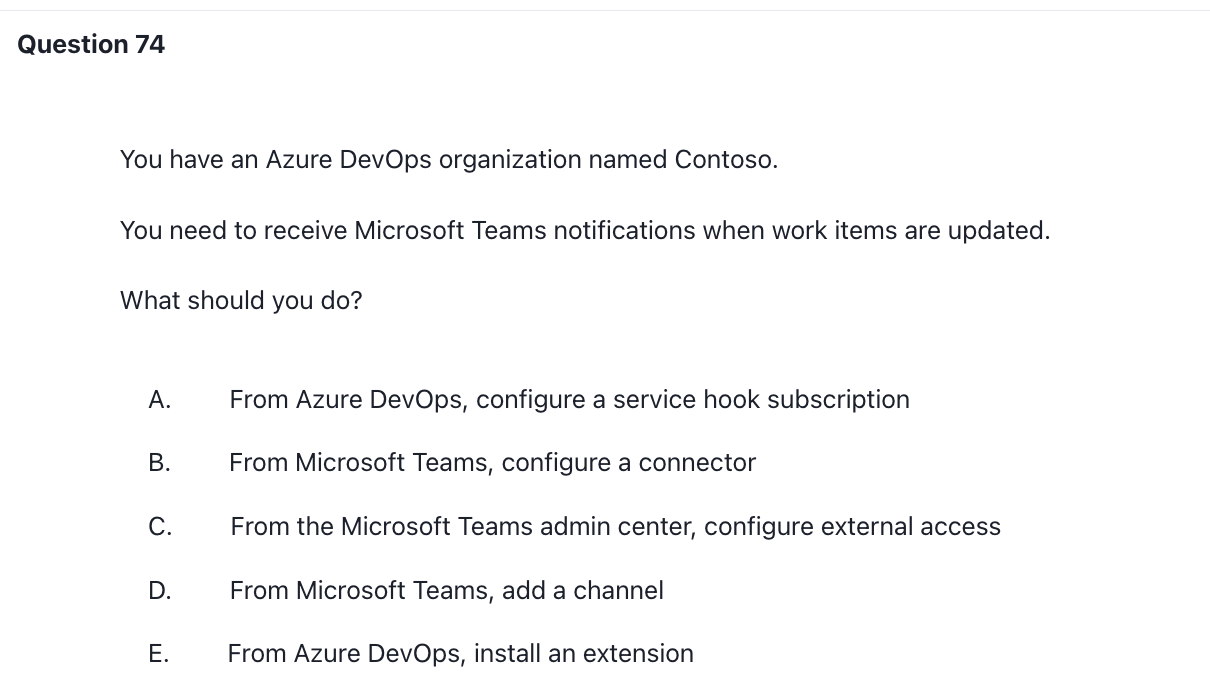 Question 74
You have an Azure DevOps organization named Contoso.
You need to receive Microsoft Teams notifications when work items are updated.
What should you do?
A. From Azure DevOps, configure a service hook subscription
B. From Microsoft Teams, configure a connector
C. From the Microsoft Teams admin center, configure external access
D. From Microsoft Teams, add a channel
E. From Azure DevOps, install an extension